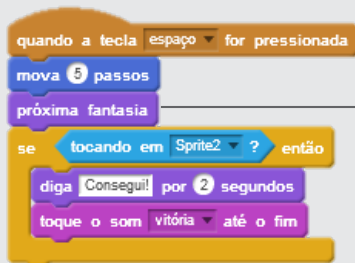 quando a tecla espaço for pressionada
mova 5 passos
próxima fantasia
se tocando em Sprite2 ? então
diga Consegui! por 2 segundos
toque o som vitória até o fim